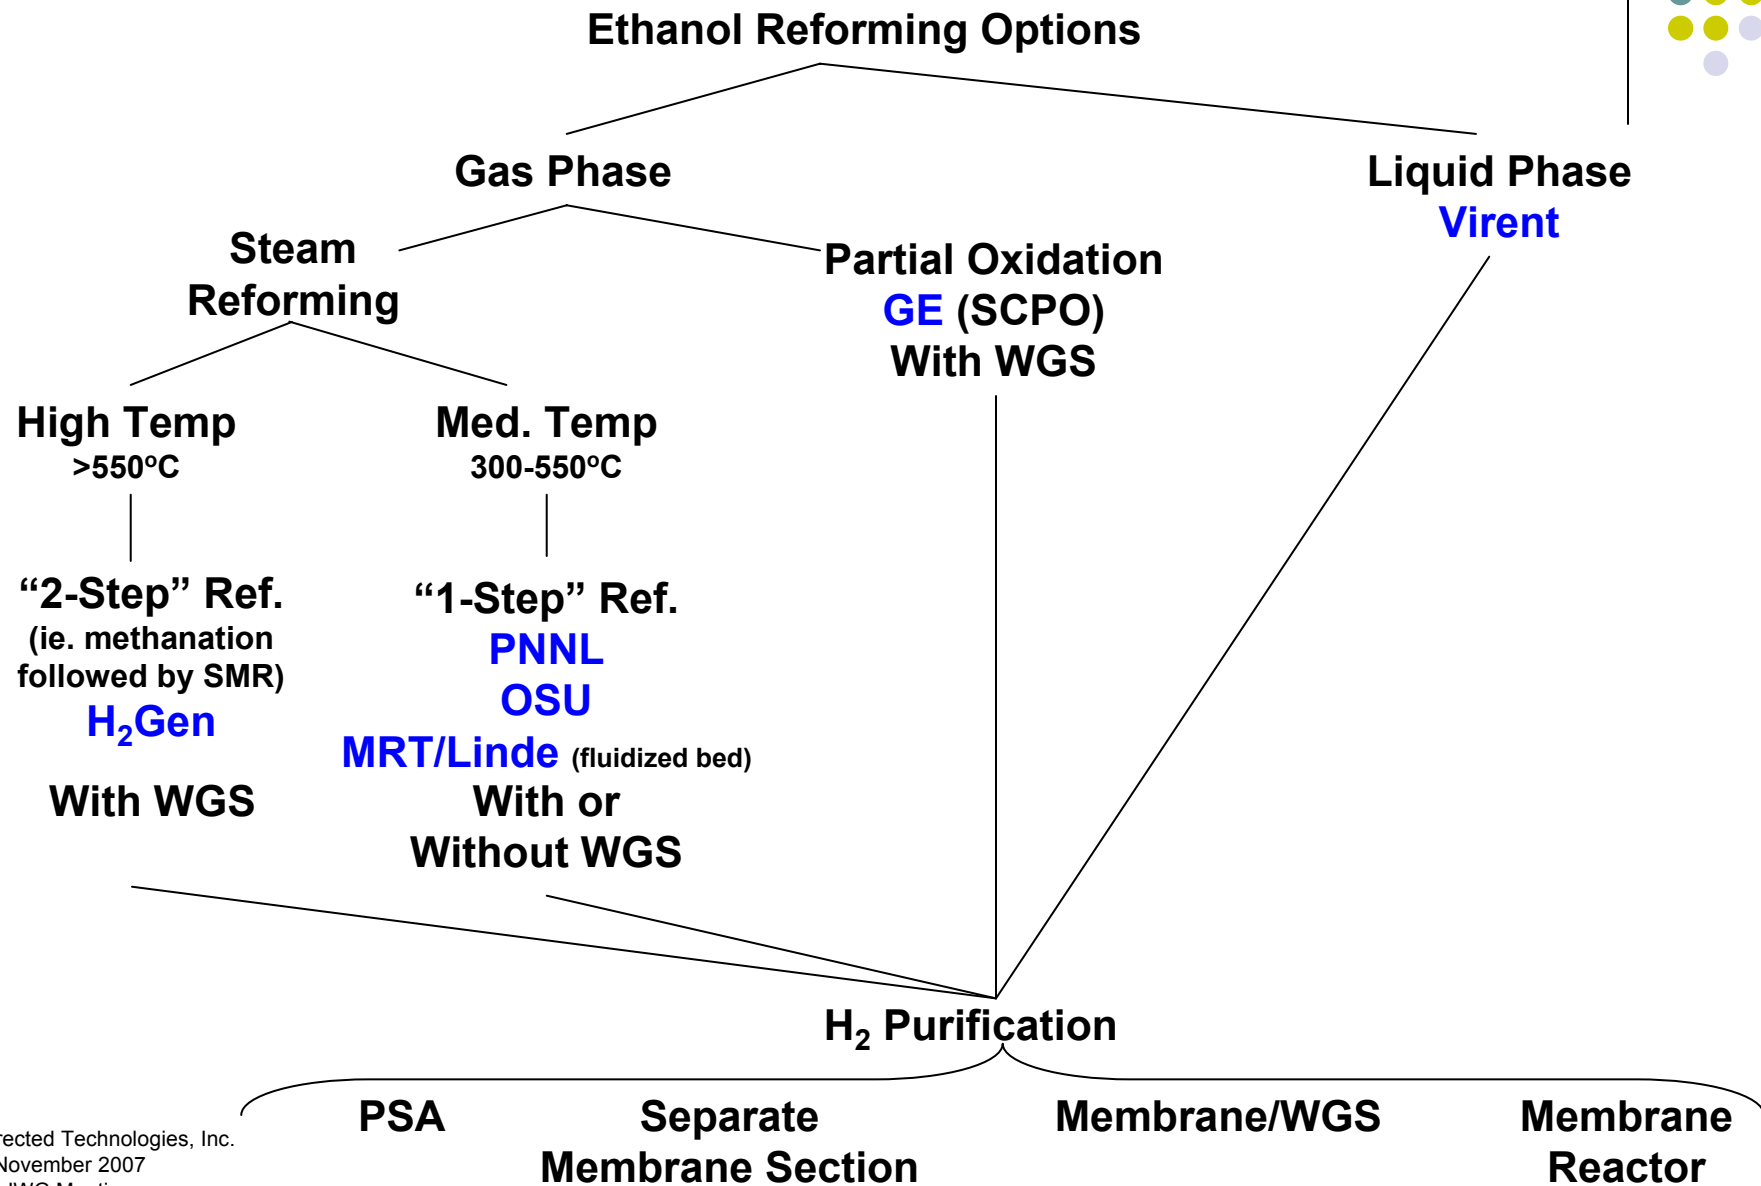 Ethanol Reforming Options
Gas Phase
Liquid Phase
Virent
Steam
Reforming
Partial Oxidation
GE (SCPO)
With WGS
High Temp
>550ºC
Med. Temp
300-550ºC
“2-Step” Ref.
(ie. methanation
followed by SMR)
H₂Gen
With WGS
“1-Step” Ref.
PNNL
OSU
MRT/Linde (fluidized bed)
With or
Without WGS
H₂ Purification
PSA
Separate
Membrane Section
Membrane/WGS
Membrane
Reactor
Technologies, Inc.
November 2007